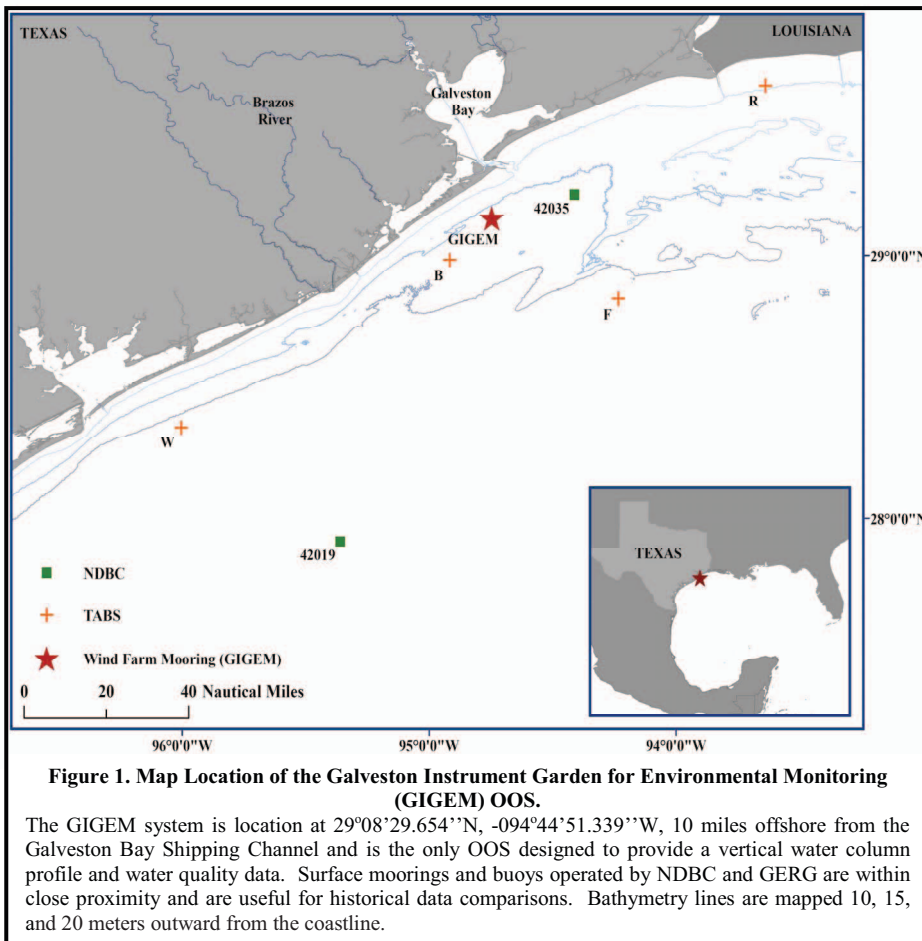 TEXAS
LOUISIANA
Galveston
Bay
Brazos
River
R
42035
GIGEM
B
29°0'0"N
F
W
28°0'0"N
42019
TEXAS
NDBC
TABS
Wind Farm Mooring (GIGEM)
0 20 40 Nautical Miles
96°0'0"W 95°0'0"W 94°0'0"W
Figure 1. Map Location of the Galveston Instrument Garden for Environmental Monitoring
(GIGEM) OOS.
The GIGEM system is location at 29º08’29.654’’N, -094º44’51.339’’W, 10 miles offshore from the
Galveston Bay Shipping Channel and is the only OOS designed to provide a vertical water column
profile and water quality data. Surface moorings and buoys operated by NDBC and GERG are within
close proximity and are useful for historical data comparisons. Bathymetry lines are mapped 10, 15,
and 20 meters outward from the coastline.